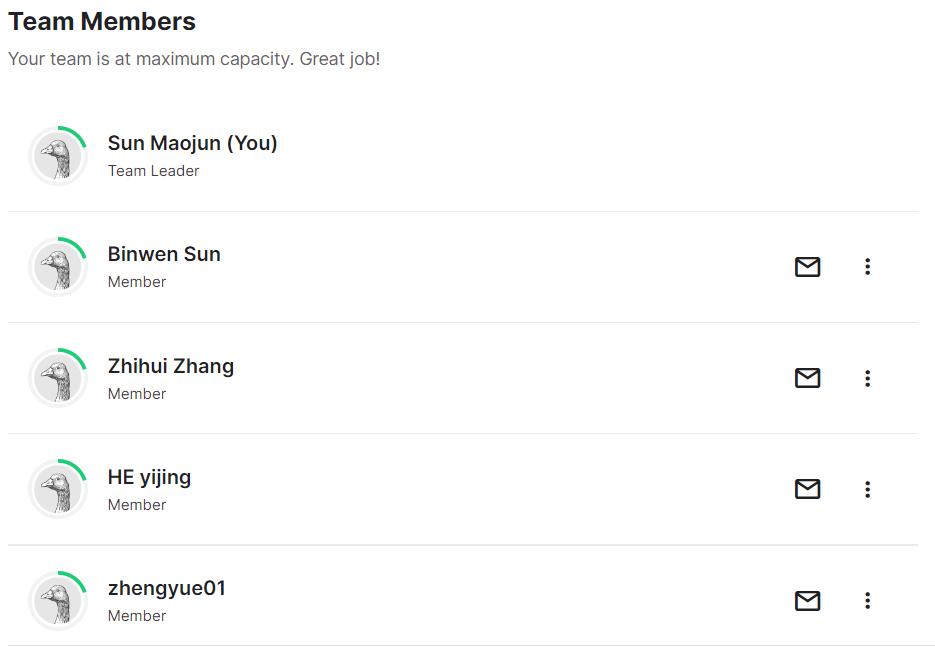 Team Members
Your team is at maximum capacity. Great job!
Sun Maojun (You)
Team Leader
Binwen Sun
Member
Zhihui Zhang
Member
HE yijing
Member
zhengyue01
Member